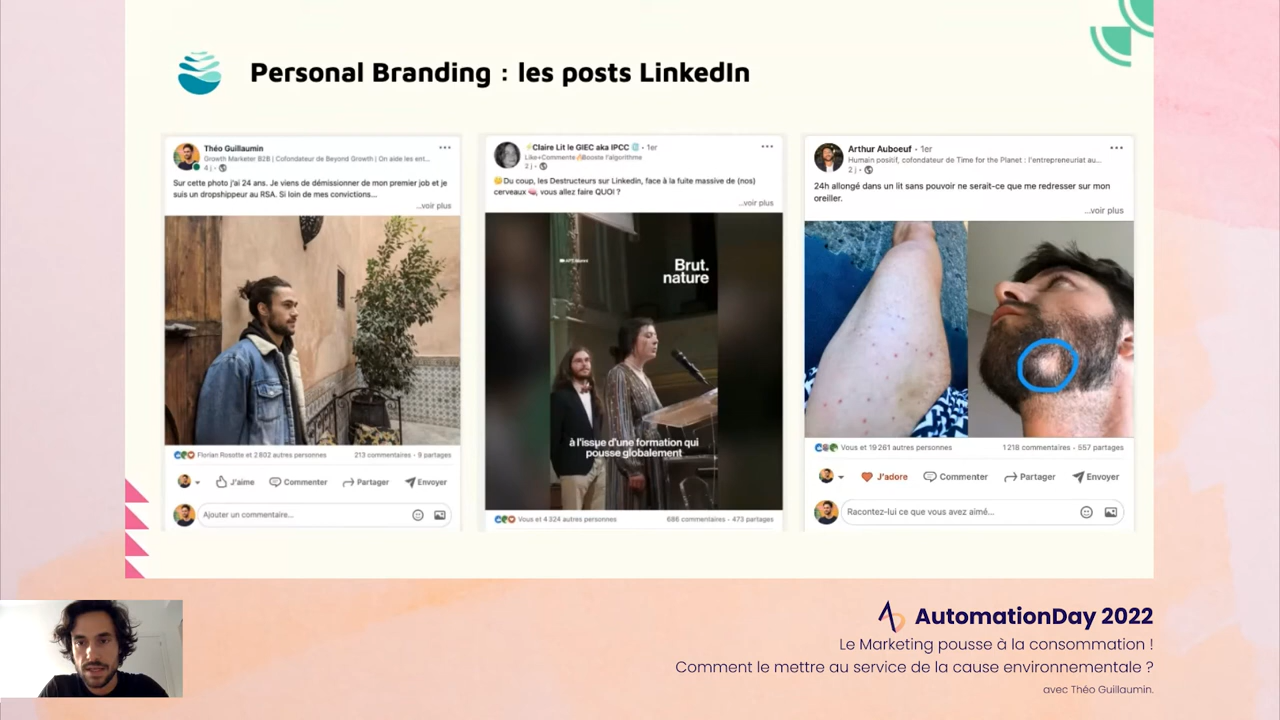 Personal Branding : les posts LinkedIn
Théo Guillaumin
Growth Marketer B2B | Cofondateur de Beyond Growth | On aide les ent...
4 j •
Sur cette photo j'ai 24 ans. Je viens de démissionner de mon premier job et je
suis un dropshippeur au RSA. Si loin de mes convictions...
...voir plus
Florian Rosotte et 2 802 autres personnes
213 commentaires • 9 partages
J'aime
Commenter
Partager
Envoyer
Ajouter un commentaire...
⚡Claire Lit le GIEC aka IPCC • 1er
Like+Commente🔥Booste l'algorithme
2 j •
Du coup, les Destructeurs sur Linkedin, face à la fuite massive de (nos)
cerveaux 🧠, vous allez faire QUOI ?
...voir plus
Brut.
nature
à l'issue d'une formation qui
pousse globalement
Vous et 4 324 autres personnes
686 commentaires • 473 partages
Arthur Auboeuf • 1er
Humain positif, cofondateur de Time for the Planet : l'entrepreneuriat au...
2 j •
24h allongé dans un lit sans pouvoir ne serait-ce que me redresser sur mon
oreiller.
...voir plus
Vous et 19 261 autres personnes
1 218 commentaires • 557 partages
J'adore
Commenter
Partager
Envoyer
Racontez-lui ce que vous avez aimé...
AutomationDay 2022
Le Marketing pousse à la consommation !
Comment le mettre au service de la cause environnementale ?
avec Théo Guillaumin.